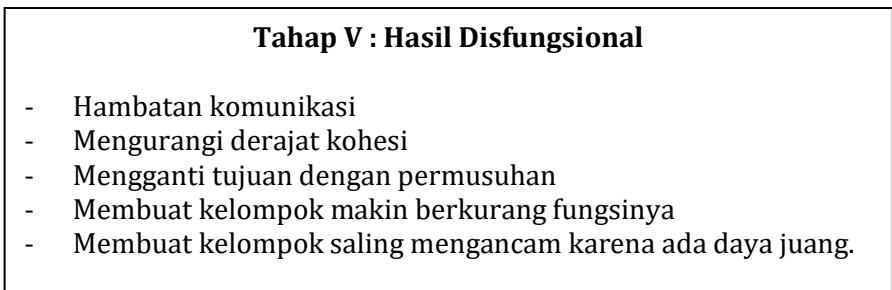 Tahap V : Hasil Disfungsional
- Hambatan komunikasi
- Mengurangi derajat kohesi
- Mengganti tujuan dengan permusuhan
- Membuat kelompok makin berkurang fungsinya
- Membuat kelompok saling mengancam karena ada daya juang.